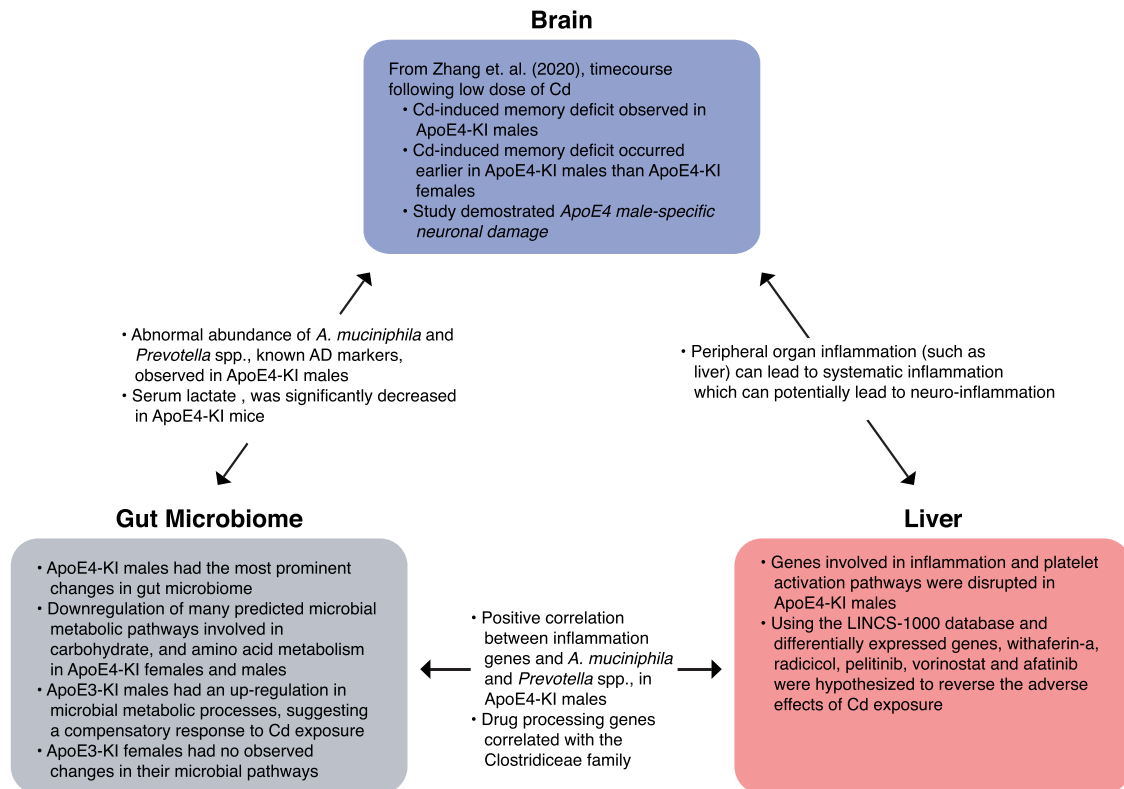 Brain
From Zhang et. al. (2020), timecourse
following low dose of Cd
• Cd-induced memory deficit observed in
ApoE4-KI males
• Cd-induced memory deficit occurred
earlier in ApoE4-KI males than ApoE4-KI
females
• Study demostrated ApoE4 male-specific
neuronal damage
• Abnormal abundance of A. muciniphila and
Prevotella spp., known AD markers,
observed in ApoE4-KI males
• Serum lactate , was significantly decreased
in ApoE4-KI mice
• Peripheral organ inflammation (such as
liver) can lead to systematic inflammation
which can potentially lead to neuro-inflammation
Gut Microbiome
• ApoE4-KI males had the most prominent
changes in gut microbiome
• Downregulation of many predicted microbial
metabolic pathways involved in
carbohydrate, and amino acid metabolism
in ApoE4-KI females and males
• ApoE3-KI males had an up-regulation in
microbial metabolic processes, suggesting
a compensatory response to Cd exposure
• ApoE3-KI females had no observed
changes in their microbial pathways
• Positive correlation
between inflammation
genes and A. muciniphila
and Prevotella spp., in
ApoE4-KI males
• Drug processing genes
correlated with the
Clostridiceae family
Liver
• Genes involved in inflammation and platelet
activation pathways were disrupted in
ApoE4-KI males
• Using the LINCS-1000 database and
differentially expressed genes, withaferin-a,
radicicol, pelitinib, vorinostat and afatinib
were hypothesized to reverse the adverse
effects of Cd exposure